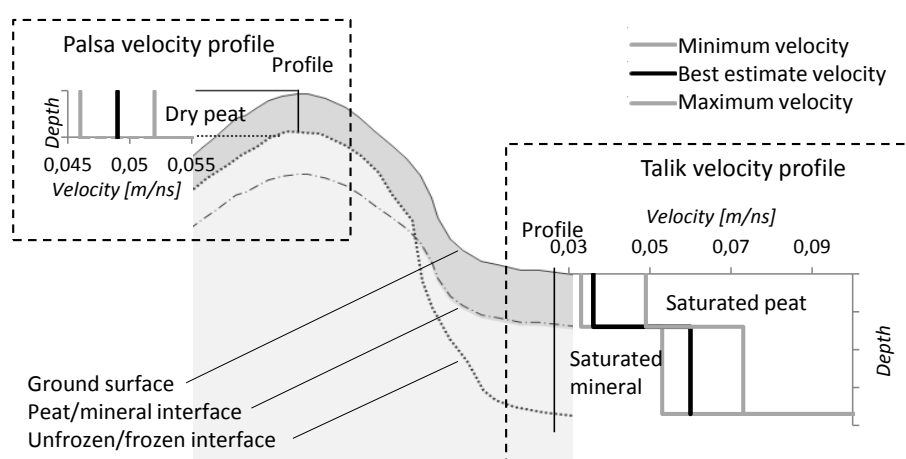 Palsa velocity profile
Profile
Dry peat
Depth
0,045
0,05
0,055
Velocity [m/ns]
Minimum velocity
Best estimate velocity
Maximum velocity
Talik velocity profile
Velocity [m/ns]
Profile
0,03
0,05
0,07
0,09
Saturated peat
Saturated
mineral
Depth
Ground surface
Peat/mineral interface
Unfrozen/frozen interface